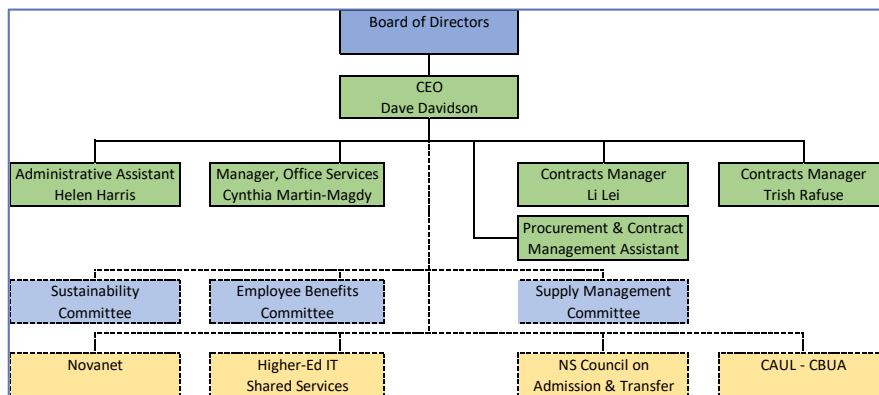 Board of Directors
CEO
Dave Davidson
Administrative Assistant
Helen Harris
Manager, Office Services
Cynthia Martin-Magdy
Contracts Manager
Li Lei
Contracts Manager
Trish Rafuse
Procurement & Contract
Management Assistant
Sustainability
Committee
Employee Benefits
Committee
Supply Management
Committee
Novanet
Higher-Ed IT
Shared Services
NS Council on
Admission & Transfer
CAUL - CBUA